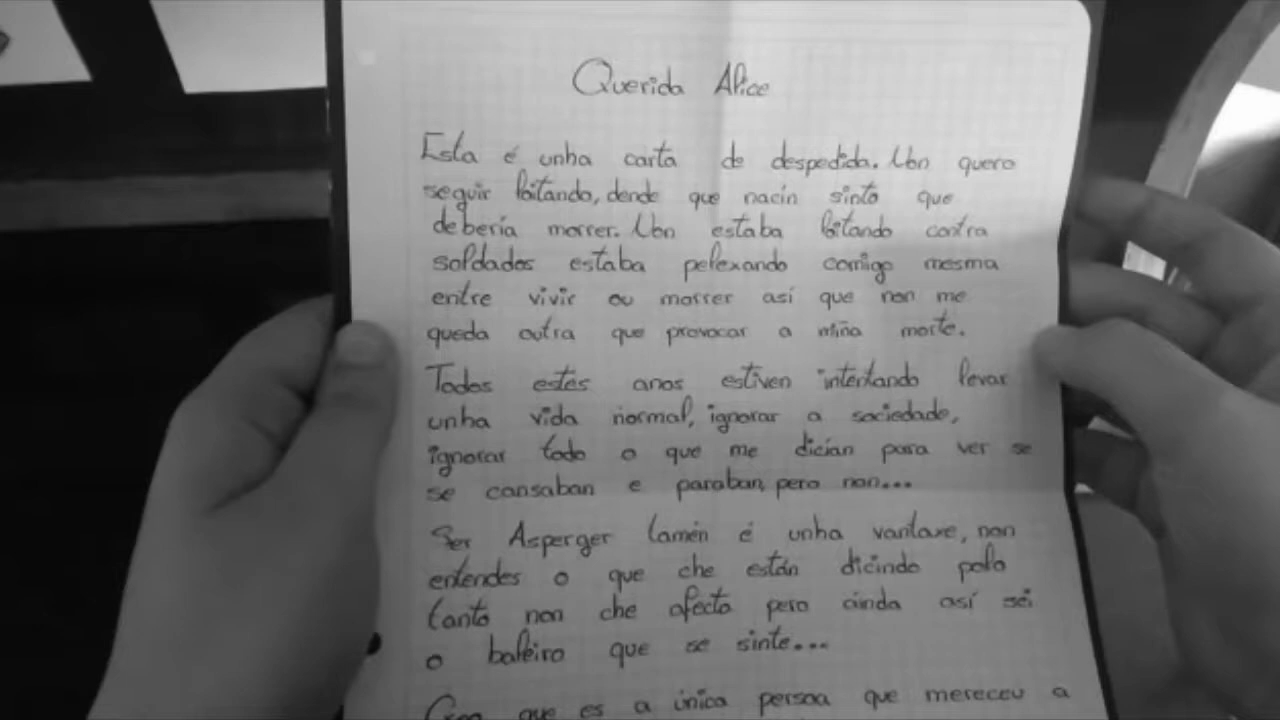 Querida Alice
Esta é unha carta de despedida. Non quero
seguir loitando, dende que nacín sinto que
debería morrer. Non estaba loitando contra
soldados estaba pelexando comigo mesma
entre vivir ou morrer así que non me
queda outra que provocar a miña morte.
Todos estes anos estiven intentando levar
unha vida normal, ignorar a sociedade,
ignorar todo o que me dicían para ver se
se cansaban e paraban, pero non...
Ser Asperger tamén é unha vantaxe, non
entendes o que che están dicindo polo
tanto non che afecta pero ainda así sei
o baleiro que se sinte...
Creo que es a única persoa que mereceu a